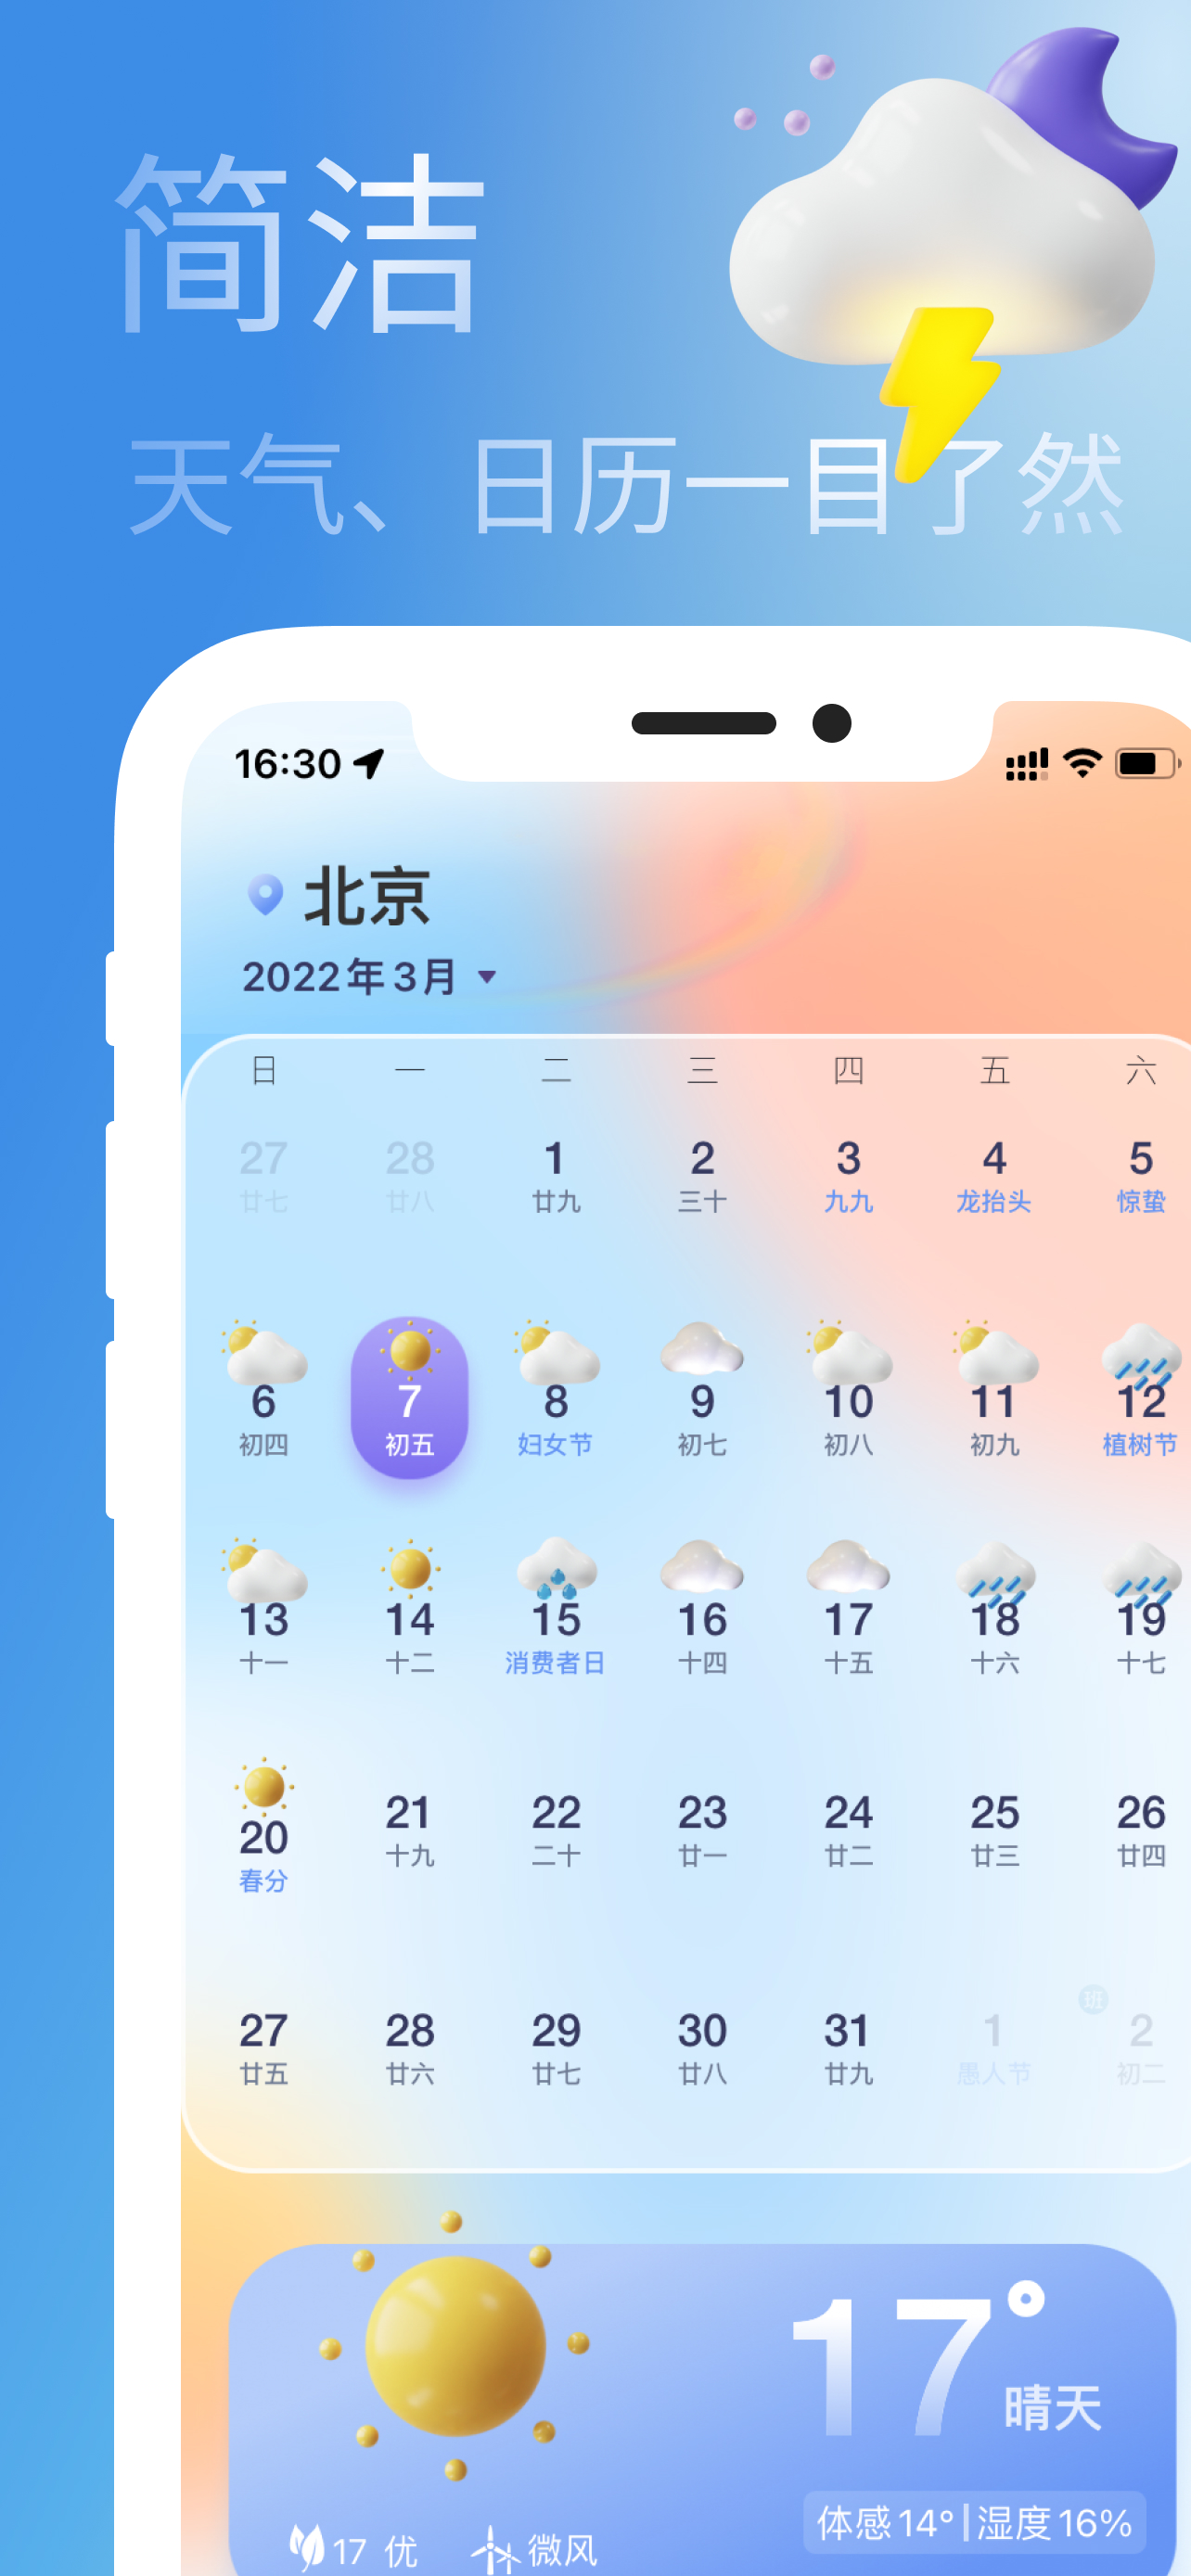 简洁
天气、日历一目了然
16:30
北京
2022年3月
日 一 二 三 四 五 六
27 28 1 2 3 4 5
廿七 廿八 廿九 三十 九九 龙抬头 惊蛰
6 7 8 9 10 11 12
初四 初五 妇女节 初七 初八 初九 植树节
13 14 15 16 17 18 19
十一 十二 消费者日 十四 十五 十六 十七
20 21 22 23 24 25 26
春分 十九 二十 廿一 廿二 廿三 廿四
班
27 28 29 30 31 1 2
廿五 廿六 廿七 廿八 廿九 愚人节 初二
17°
晴天
体感14°|湿度16%
17 优 微风